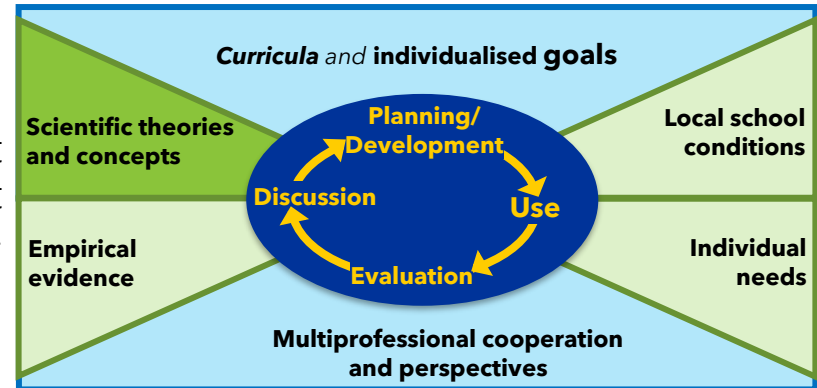 Curricula and individualised goals
Scientific theories
and concepts
Local school
conditions
Planning/
Development
Discussion
Use
Evaluation
Empirical
evidence
Individual
needs
Multiprofessional cooperation
and perspectives